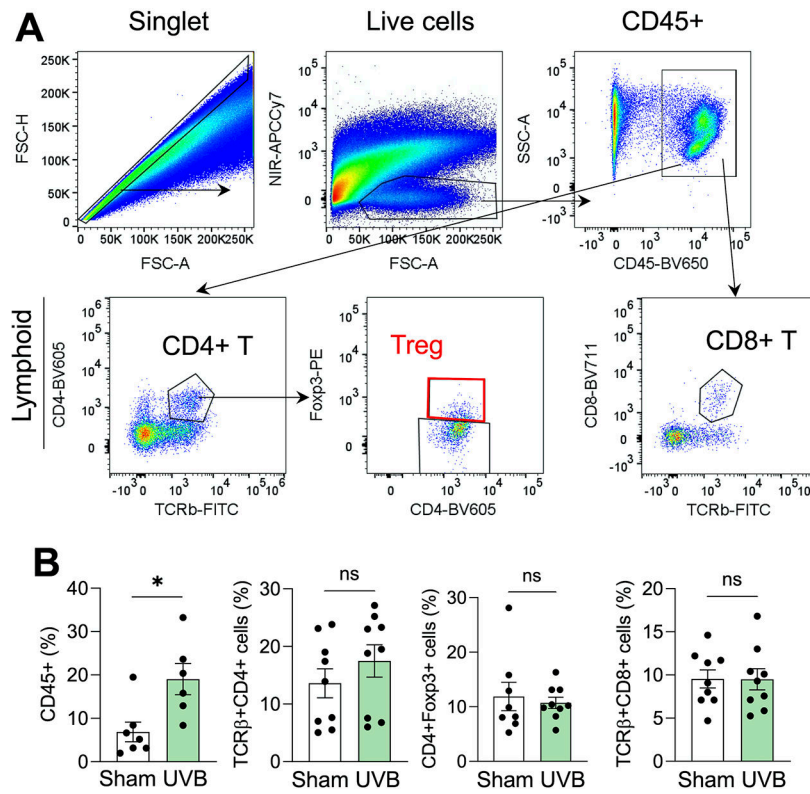 A
Singlet
Live cells
CD45+
FSC-H
250K
200K
150K
100K
50K
0
0 50K 100K 150K 200K 250K
FSC-A
NIR-APCCy7
10^5
10^4
10^3
0
0 50K 100K 150K 200K 250K
FSC-A
SSC-A
10^5
10^4
10^3
0
-10^3
-10^3 0 10^3 10^4 10^5
CD45-BV650
Lymphoid
CD4-BV605
10^6
10^5
10^4
10^3
0
CD4+ T
-10^3 0 10^3 10^4 10^5 10^6
TCRb-FITC
Foxp3-PE
10^5
10^4
10^3
0
Treg
-10^3 0 10^3 10^4 10^5
CD4-BV605
CD8-BV711
10^6
10^5
10^4
10^3
0
-10^3
CD8+ T
-10^3 0 10^3 10^4 10^5 10^6
TCRb-FITC
B
CD45+ (%)
40
30
20
10
0
*
Sham UVB
TCRβ+CD4+ cells (%)
30
20
10
0
ns
Sham UVB
CD4+Foxp3+ cells (%)
30
20
10
0
ns
Sham UVB
TCRβ+CD8+ cells (%)
20
15
10
5
0
ns
Sham UVB